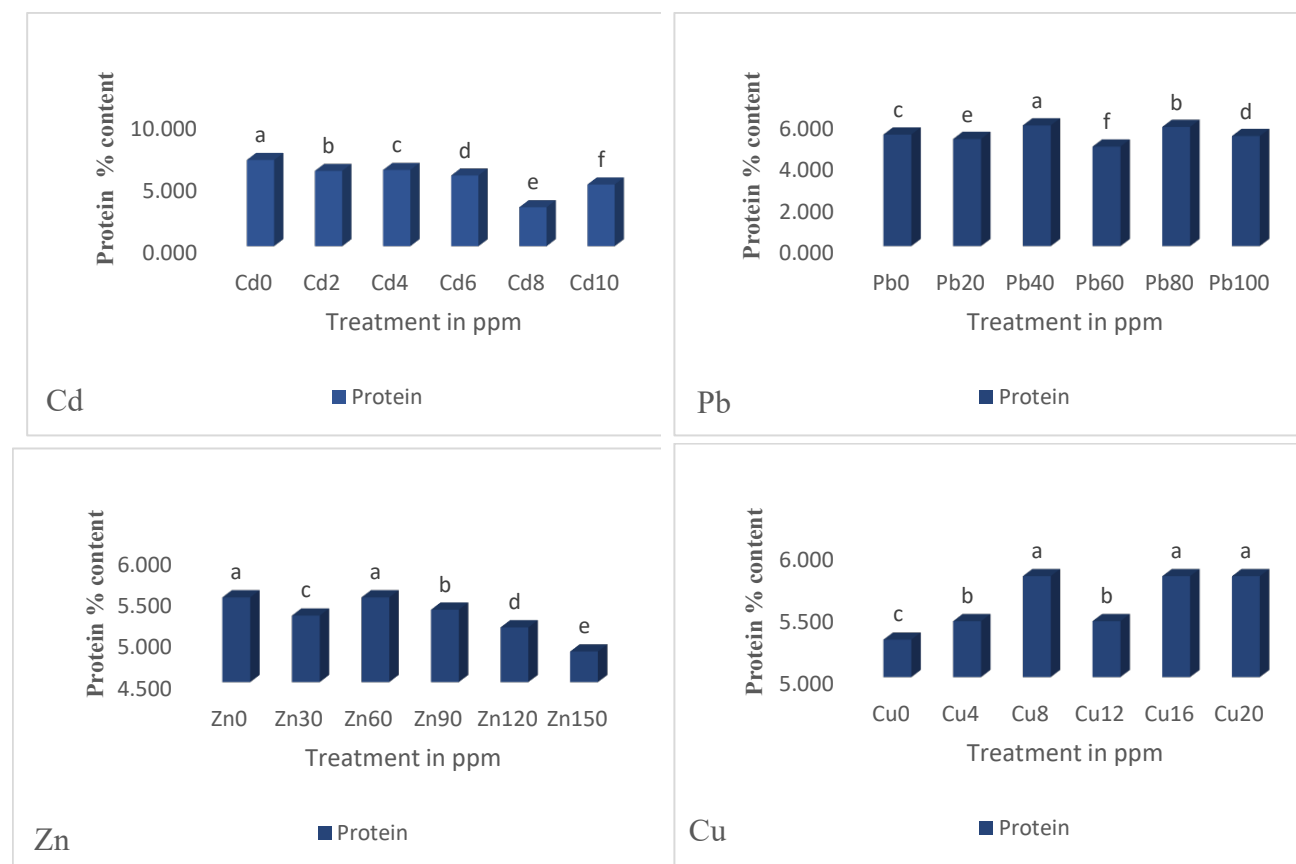 Protein % content
10.000
5.000
0.000
a b c d e f
Cd0 Cd2 Cd4 Cd6 Cd8 Cd10
Treatment in ppm
Protein
Cd
Protein % content
6.000
4.000
2.000
0.000
c e a f b d
Pb0 Pb20 Pb40 Pb60 Pb80 Pb100
Treatment in ppm
Protein
Pb
Protein % content
6.000
5.500
5.000
4.500
a c a b d e
Zn0 Zn30 Zn60 Zn90 Zn120 Zn150
Treatment in ppm
Protein
Zn
Protein % content
6.000
5.500
5.000
c b a b a a
Cu0 Cu4 Cu8 Cu12 Cu16 Cu20
Treatment in ppm
Protein
Cu